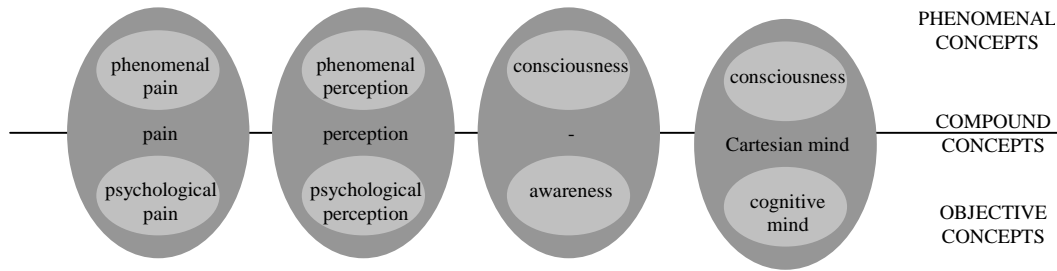 PHENOMENAL
CONCEPTS
phenomenal
pain
phenomenal
perception
consciousness
consciousness
pain
perception
-
Cartesian mind
COMPOUND
CONCEPTS
psychological
pain
psychological
perception
awareness
cognitive
mind
OBJECTIVE
CONCEPTS